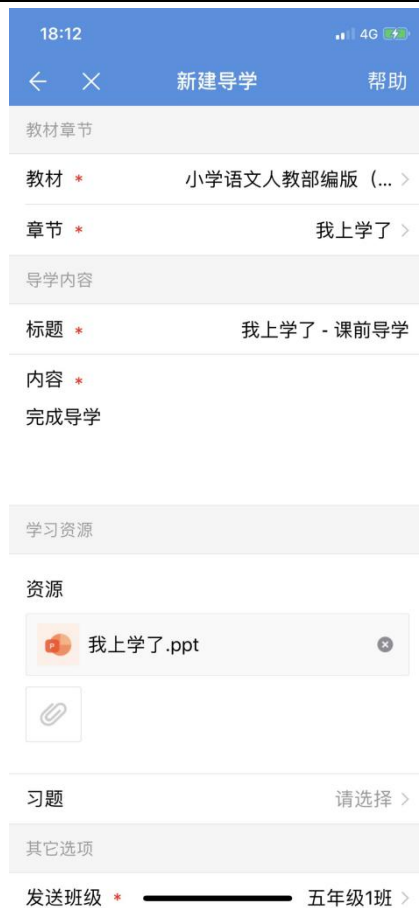 18:12 4G
新建导学 帮助
教材章节
教材 * 小学语文人教部编版（...
章节 * 我上学了
导学内容
标题 * 我上学了 - 课前导学
内容 *
完成导学
学习资源
资源
P 我上学了.ppt
习题 请选择
其它选项
发送班级 * 五年级1班